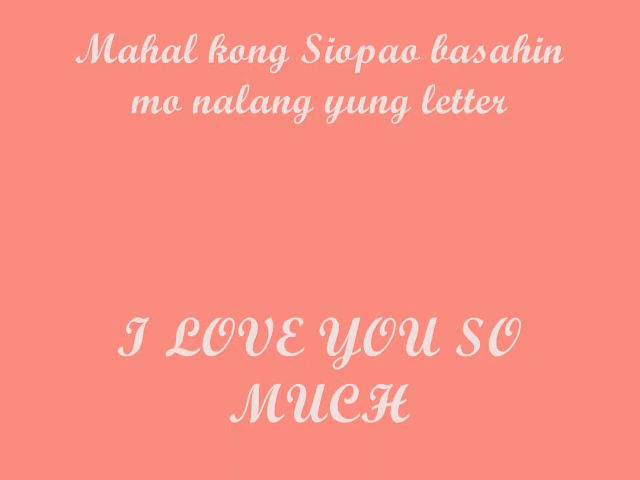 Mahal kong Siopao basahin
mo nalang yung letter
I LOVE YOU SO
MUCH